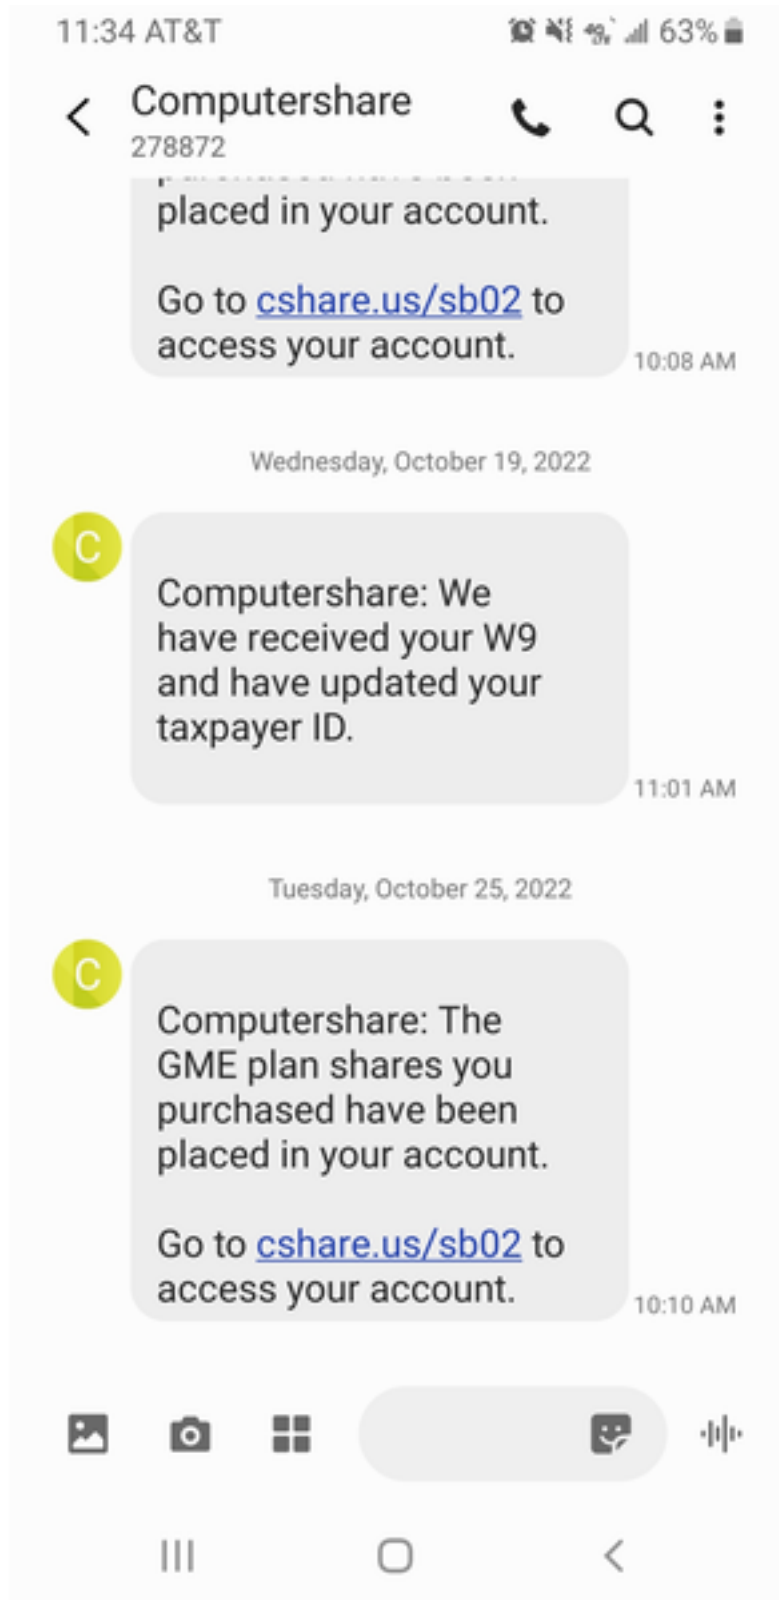 11:34 AT&T 63%
Computershare
278872
placed in your account.
Go to cshare.us/sb02 to
access your account.
10:08 AM
Wednesday, October 19, 2022
C
Computershare: We
have received your W9
and have updated your
taxpayer ID.
11:01 AM
Tuesday, October 25, 2022
C
Computershare: The
GME plan shares you
purchased have been
placed in your account.
Go to cshare.us/sb02 to
access your account.
10:10 AM